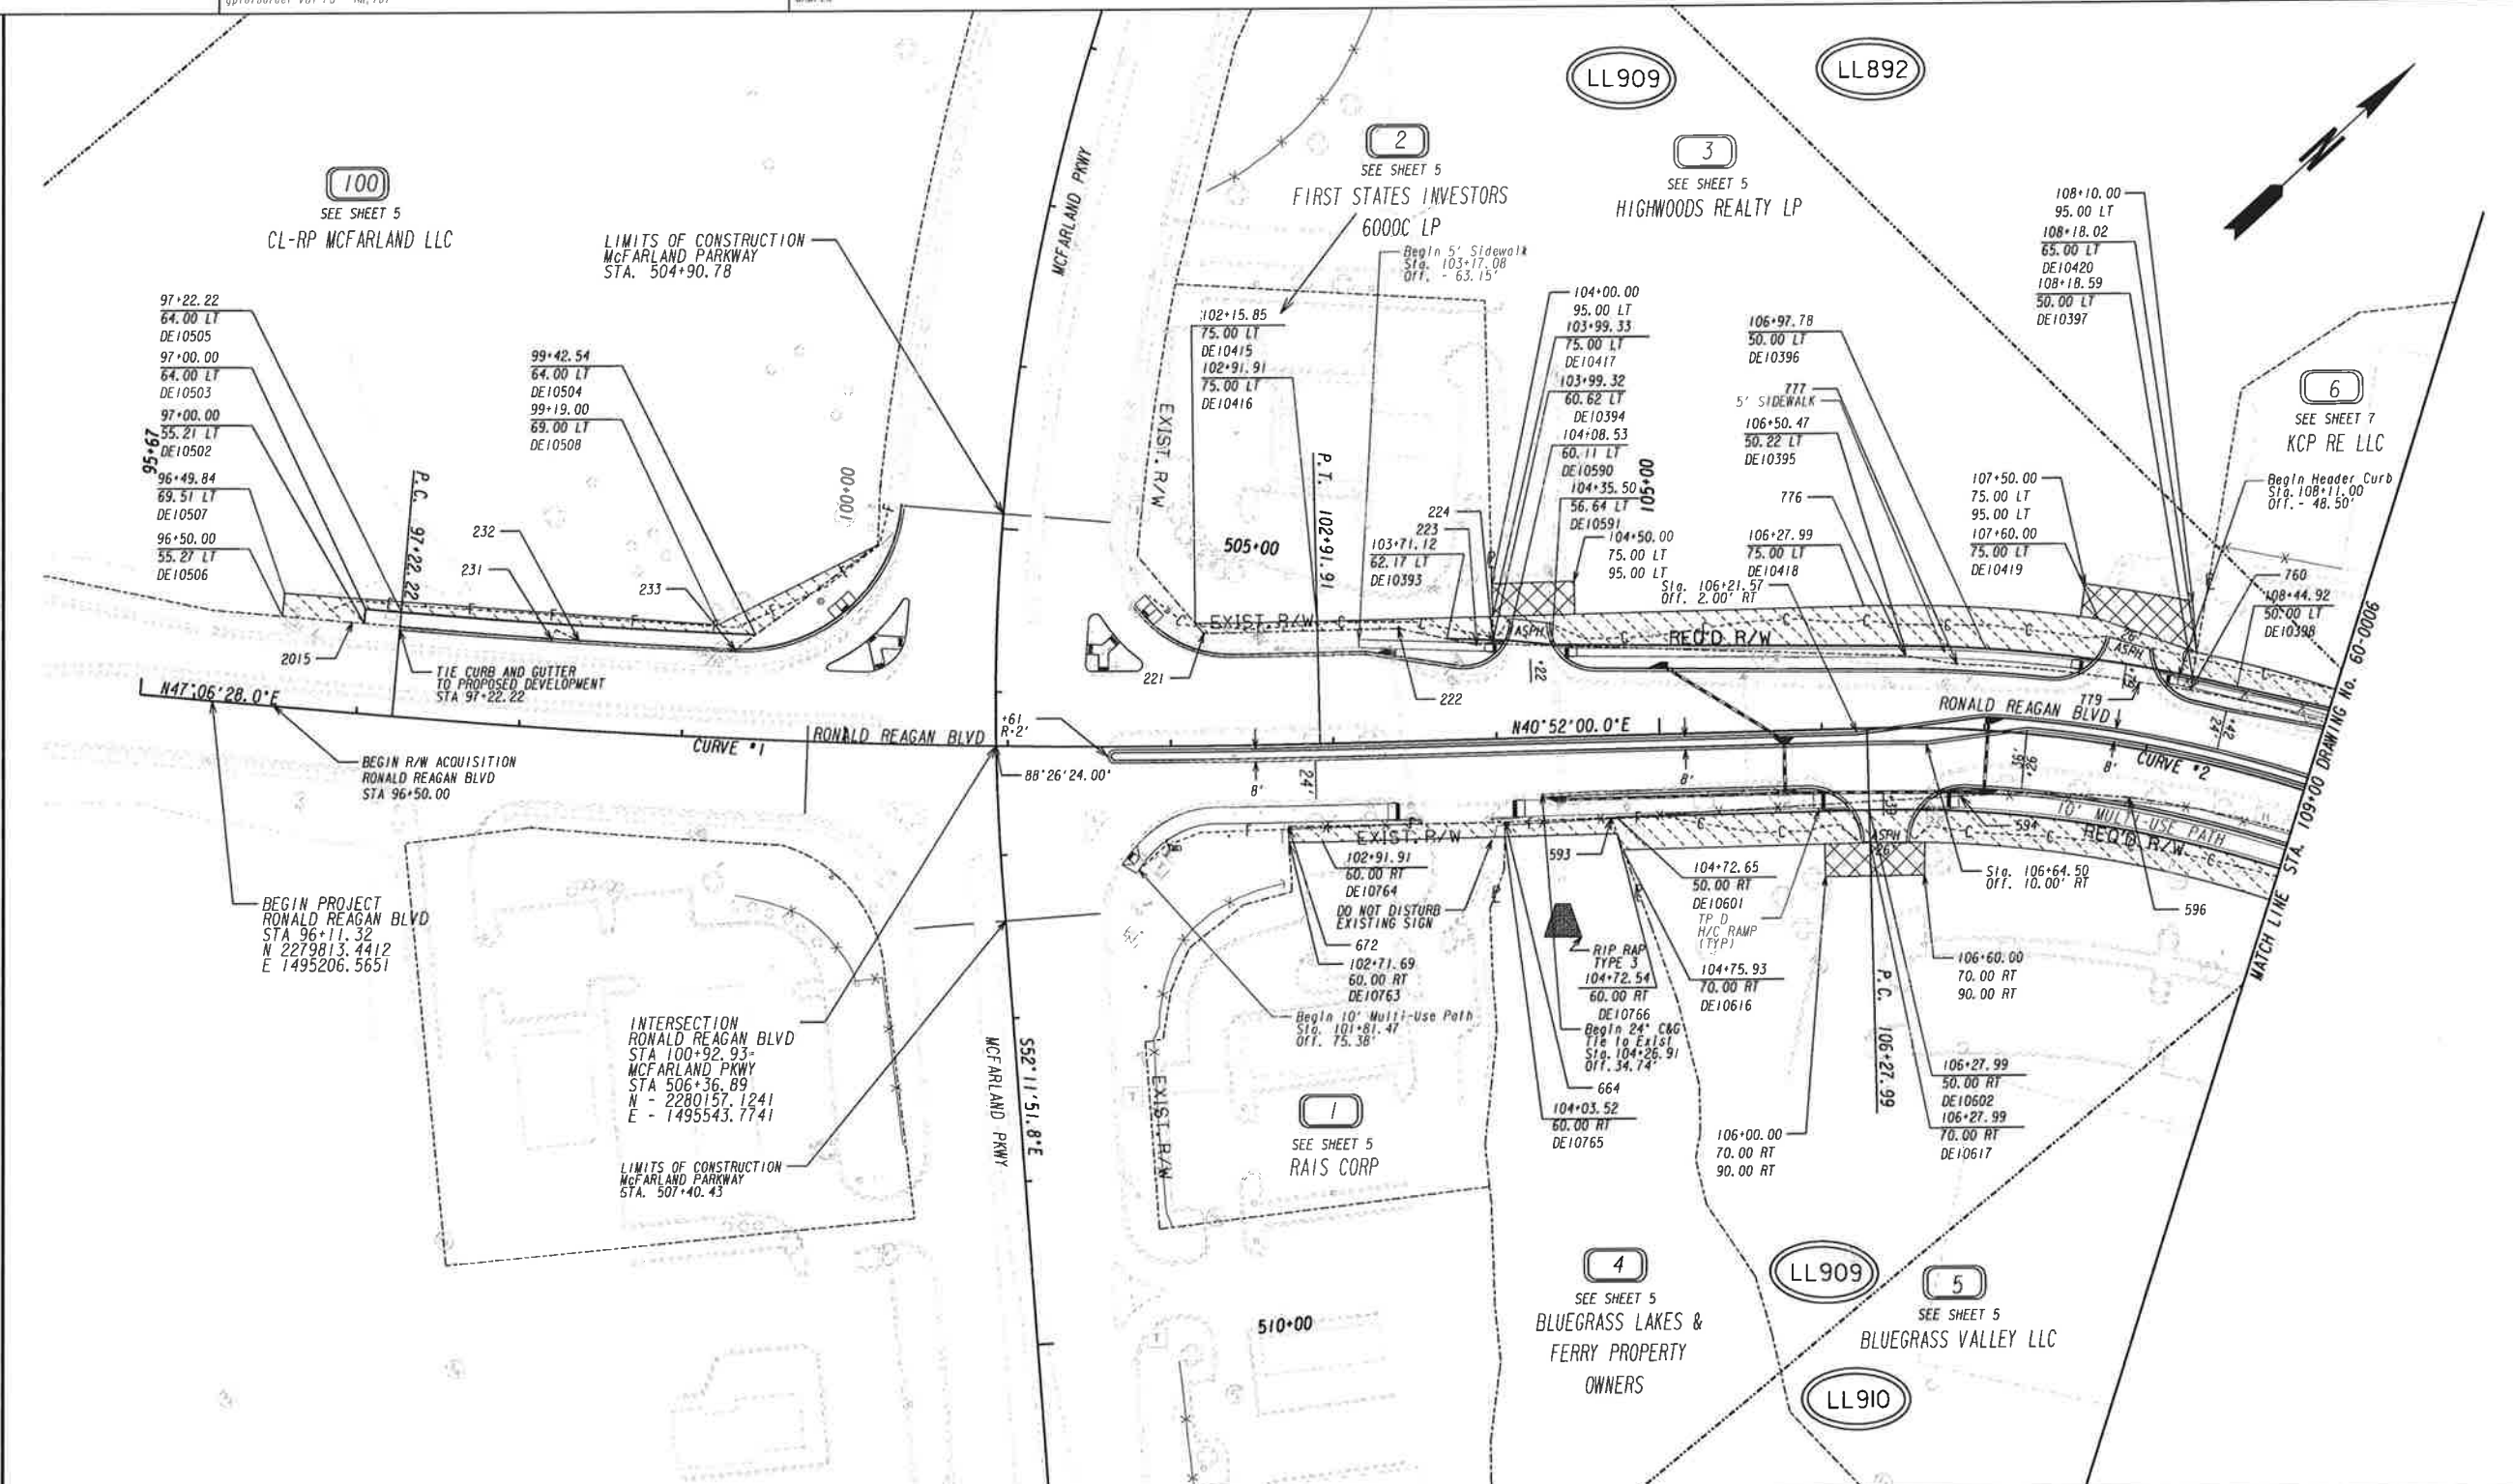 LL909
LL892
100
SEE SHEET 5
CL-RP MCFARLAND LLC
2
SEE SHEET 5
FIRST STATES INVESTORS
6000C LP
3
SEE SHEET 5
HIGHWOODS REALTY LP
N
6
SEE SHEET 7
KCP RE LLC
LIMITS OF CONSTRUCTION
McFARLAND PARKWAY
STA. 504+90.78
MCFARLAND PKWY
Begin 5' Sidewalk
Sta. 103+17.08
Off. - 63.15'
97+22.22
64.00 LT
DE10505
97+00.00
64.00 LT
DE10503
97+00.00
55.21 LT
DE10502
95+67
96+49.84
69.51 LT
DE10507
96+50.00
55.27 LT
DE10506
99+42.54
64.00 LT
DE10504
99+19.00
69.00 LT
DE10508
P.C. 97+22.22
232
231
233
100+00
2015
TIE CURB AND GUTTER
TO PROPOSED DEVELOPMENT
STA 97+22.22
N47°06'28.0"E
BEGIN R/W ACQUISITION
RONALD REAGAN BLVD
STA 96+50.00
CURVE #1
RONALD REAGAN BLVD
+61
R-2'
88°26'24.00"
EXIST. R/W
102+15.85
75.00 LT
DE10415
102+91.91
75.00 LT
DE10416
P.T. 102+91.91
505+00
EXIST. R/W
221
222
223
224
103+71.12
62.17 LT
DE10393
104+00.00
95.00 LT
103+99.33
75.00 LT
DE10417
103+99.32
60.62 LT
DE10394
104+08.53
60.11 LT
DE10590
104+35.50
56.64 LT
DE10591
105+00
104+50.00
75.00 LT
95.00 LT
Sta. 106+21.57
Off. 2.00' RT
106+97.78
50.00 LT
DE10396
777
5' SIDEWALK
106+50.47
50.22 LT
DE10395
776
106+27.99
75.00 LT
DE10418
107+50.00
75.00 LT
95.00 LT
107+60.00
75.00 LT
DE10419
108+10.00
95.00 LT
108+18.02
65.00 LT
DE10420
108+18.59
50.00 LT
DE10397
Begin Header Curb
Sta. 108+11.00
Off. - 48.50'
760
108+44.92
50.00 LT
DE10398
ASPH
REQ'D R/W
+22
ASPH
779
RONALD REAGAN BLVD
+42
24'
N40°52'00.0"E
8'
24'
8'
8'
CURVE #2
MATCH LINE STA. 109+00 DRAWING No. 60-0006
10' MULTI-USE PATH
REQ'D R/W
ASPH
26'
594
596
593
EXIST. R/W
102+91.91
60.00 RT
DE10764
DO NOT DISTURB
EXISTING SIGN
672
102+71.69
60.00 RT
DE10763
Begin 10' Multi-Use Path
Sta. 101+81.47
Off. 75.38'
RIP RAP
TYPE 3
104+72.54
60.00 RT
DE10766
Begin 24" C&G
Tie to Exist
Sta. 104+26.91
Off. 34.74'
664
104+03.52
60.00 RT
DE10765
104+72.65
50.00 RT
DE10601
TP D
H/C RAMP
(TYP)
104+75.93
70.00 RT
DE10616
Sta. 106+64.50
Off. 10.00' RT
106+60.00
70.00 RT
90.00 RT
P.C. 106+27.99
106+27.99
50.00 RT
DE10602
106+27.99
70.00 RT
DE10617
106+00.00
70.00 RT
90.00 RT
BEGIN PROJECT
RONALD REAGAN BLVD
STA 96+11.32
N 2279813.4412
E 1495206.5651
INTERSECTION
RONALD REAGAN BLVD
STA 100+92.93=
MCFARLAND PKWY
STA 506+36.89
N - 2280157.1241
E - 1495543.7741
LIMITS OF CONSTRUCTION
McFARLAND PARKWAY
STA. 507+40.43
MCFARLAND PKWY
S52°11'51.8"E
EXIST. R/W
1
SEE SHEET 5
RAIS CORP
510+00
4
SEE SHEET 5
BLUEGRASS LAKES &
FERRY PROPERTY
OWNERS
LL909
5
SEE SHEET 5
BLUEGRASS VALLEY LLC
LL910